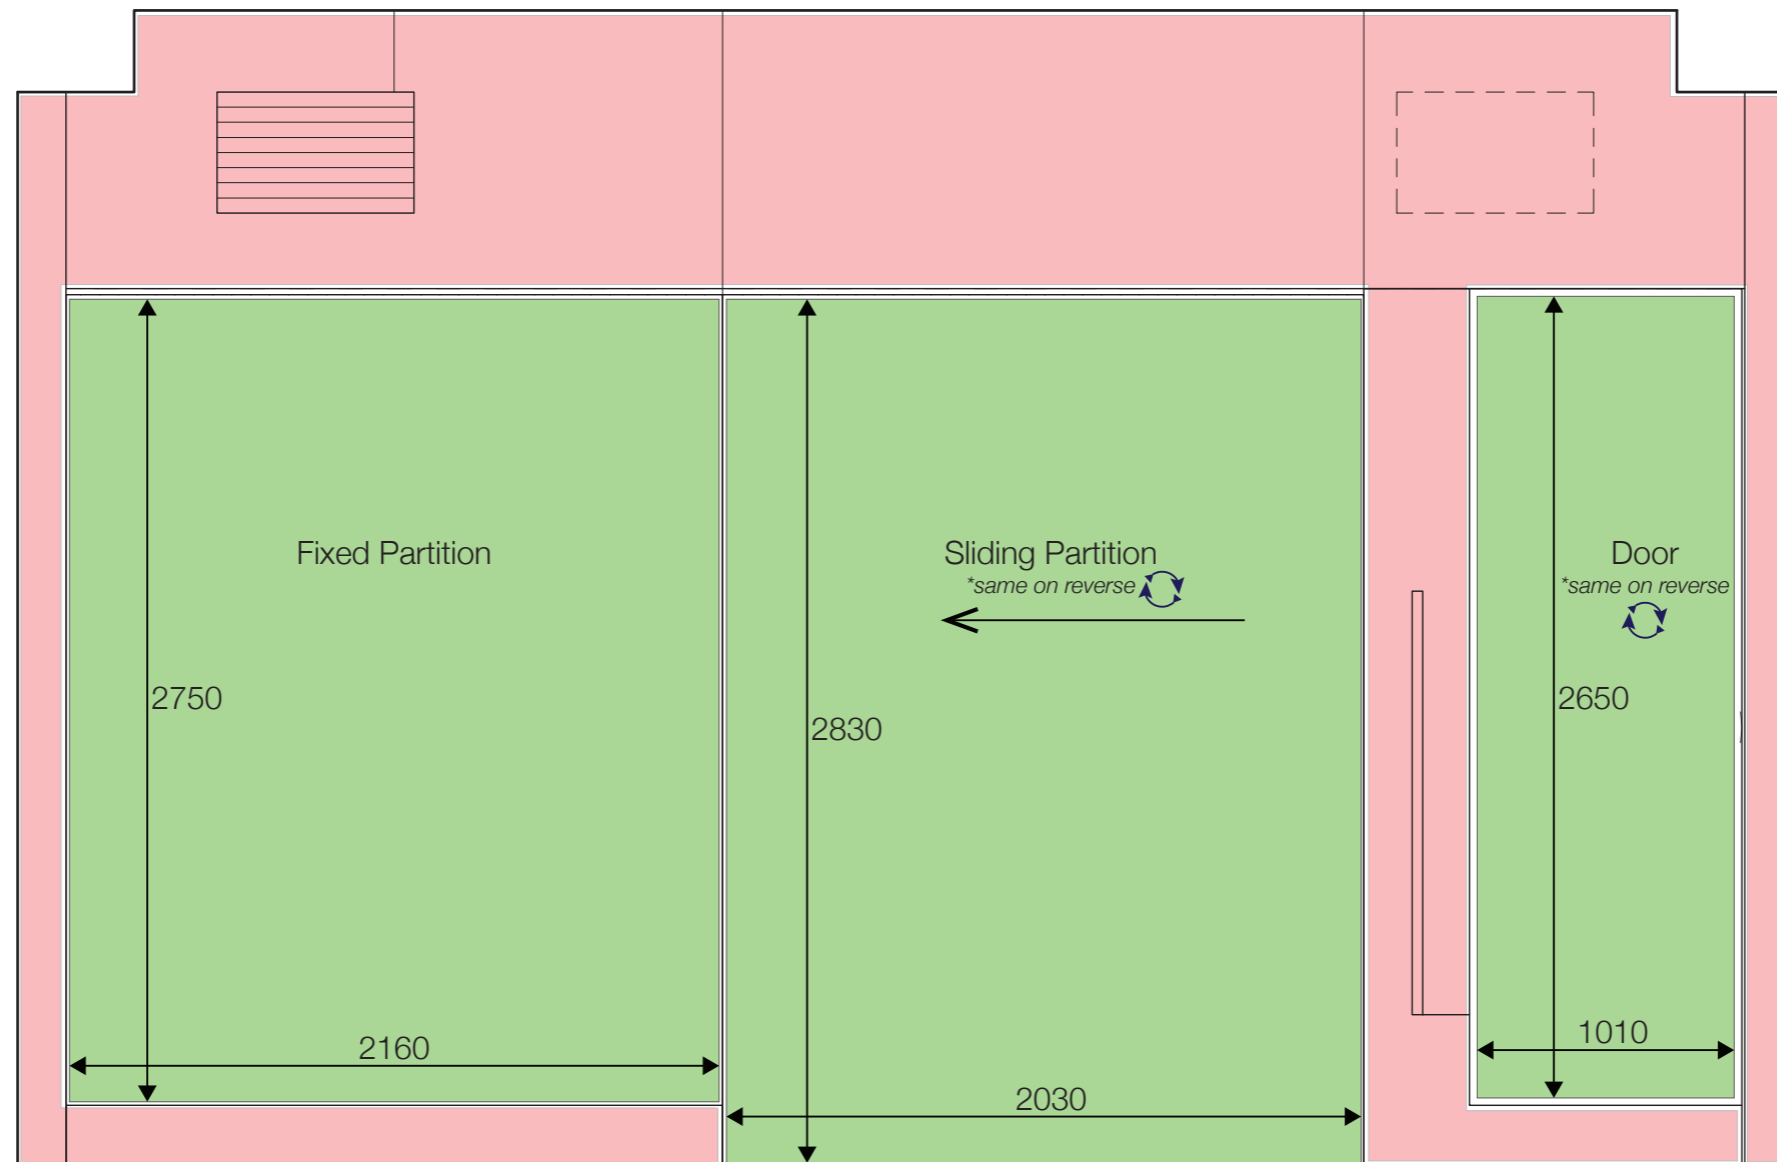 Fixed Partition
Sliding Partition
*same on reverse
Door
*same on reverse
2750
2830
2650
2160
2030
1010